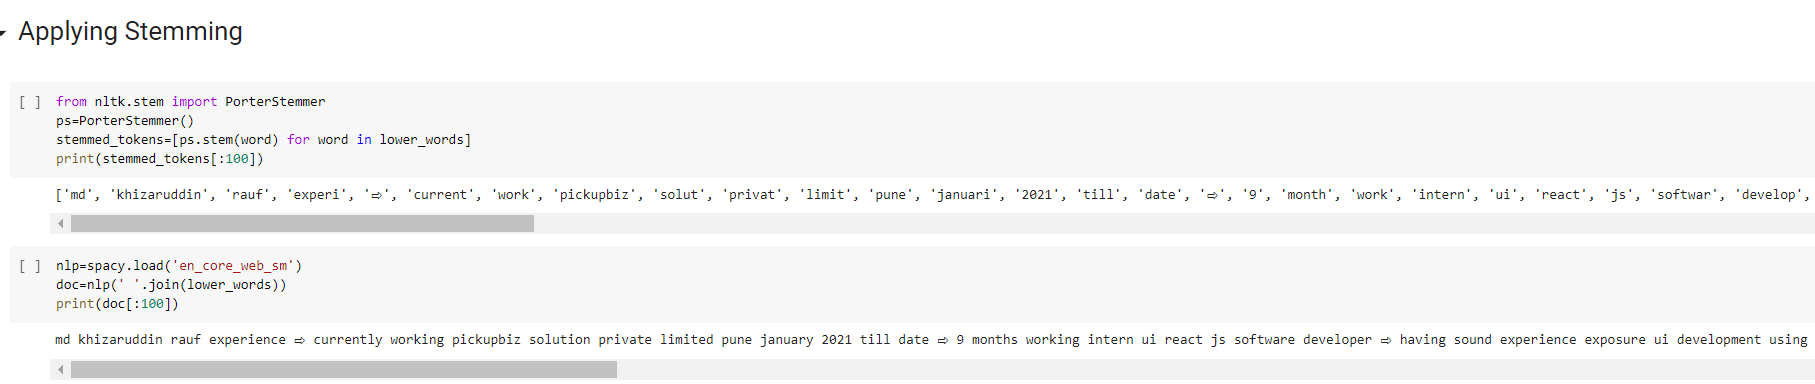 Applying Stemming
[ ] from nltk.stem import PorterStemmer
ps=PorterStemmer()
stemmed_tokens=[ps.stem(word) for word in lower_words]
print(stemmed_tokens[:100])
['md', 'khizaruddin', 'rauf', 'experi', '⇨', 'current', 'work', 'pickupbiz', 'solut', 'privat', 'limit', 'pune', 'januari', '2021', 'till', 'date', '⇨', '9', 'month', 'work', 'intern', 'ui', 'react', 'js', 'softwar', 'develop',
[ ] nlp=spacy.load('en_core_web_sm')
doc=nlp(' '.join(lower_words))
print(doc[:100])
md khizaruddin rauf experience ⇨ currently working pickupbiz solution private limited pune january 2021 till date ⇨ 9 months working intern ui react js software developer ⇨ having sound experience exposure ui development using